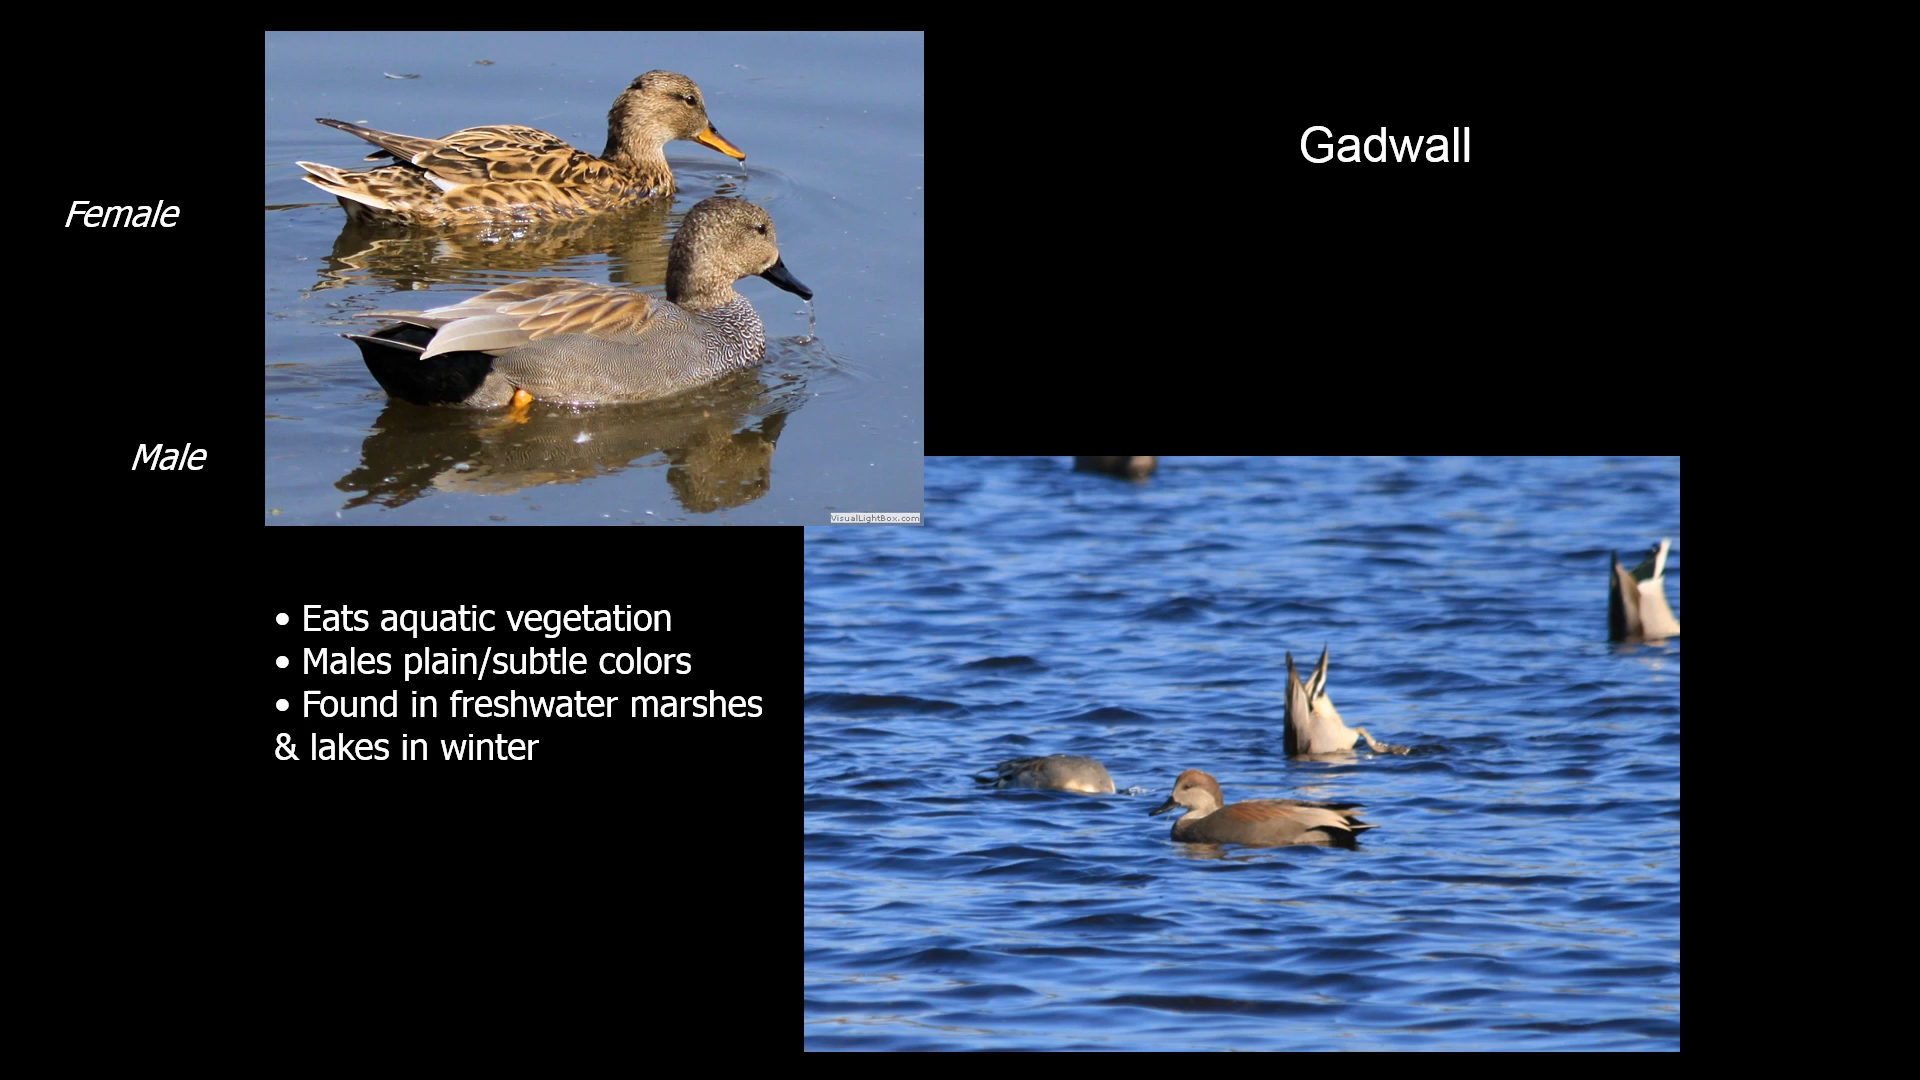 Gadwall
Female
Male
VisualLightBox.com
• Eats aquatic vegetation
• Males plain/subtle colors
• Found in freshwater marshes
& lakes in winter